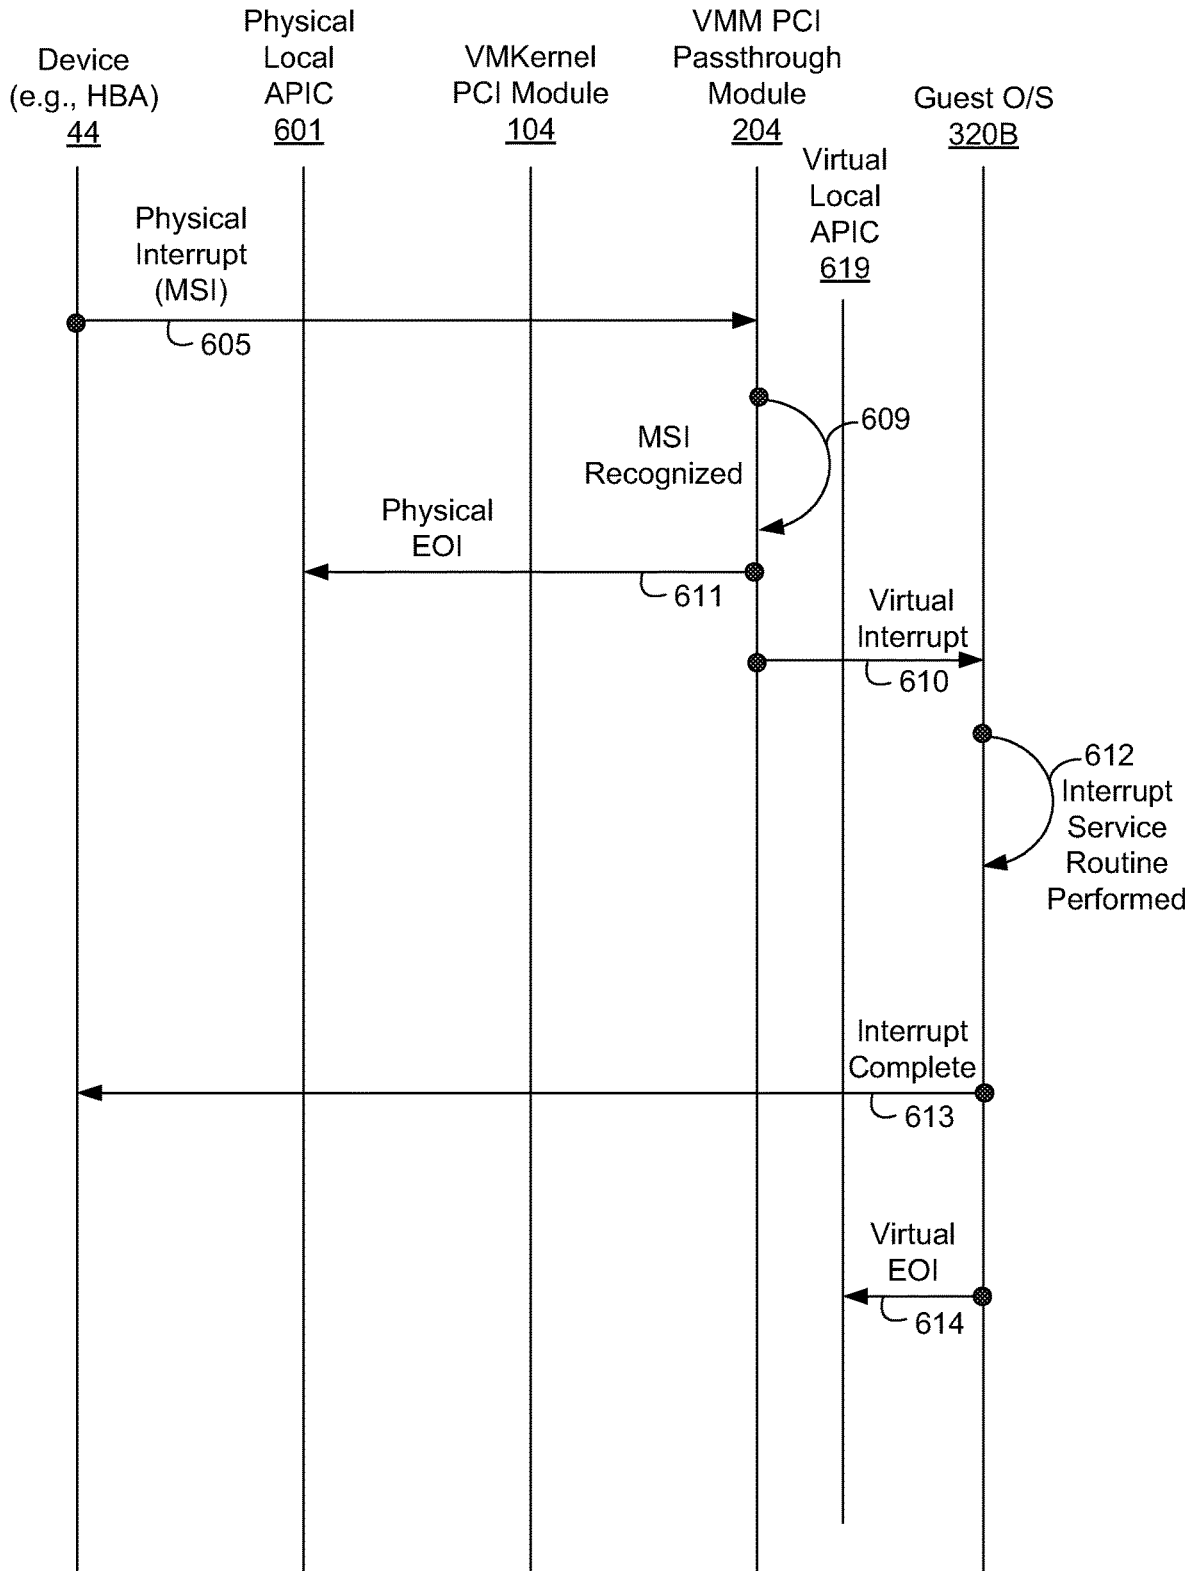 Device
(e.g., HBA)
44
Physical
Local
APIC
601
VMKernel
PCI Module
104
VMM PCI
Passthrough
Module
204
Guest O/S
320B
Virtual
Local
APIC
619
Physical
Interrupt
(MSI)
605
609
MSI
Recognized
Physical
EOI
611
Virtual
Interrupt
610
612
Interrupt
Service
Routine
Performed
Interrupt
Complete
613
Virtual
EOI
614